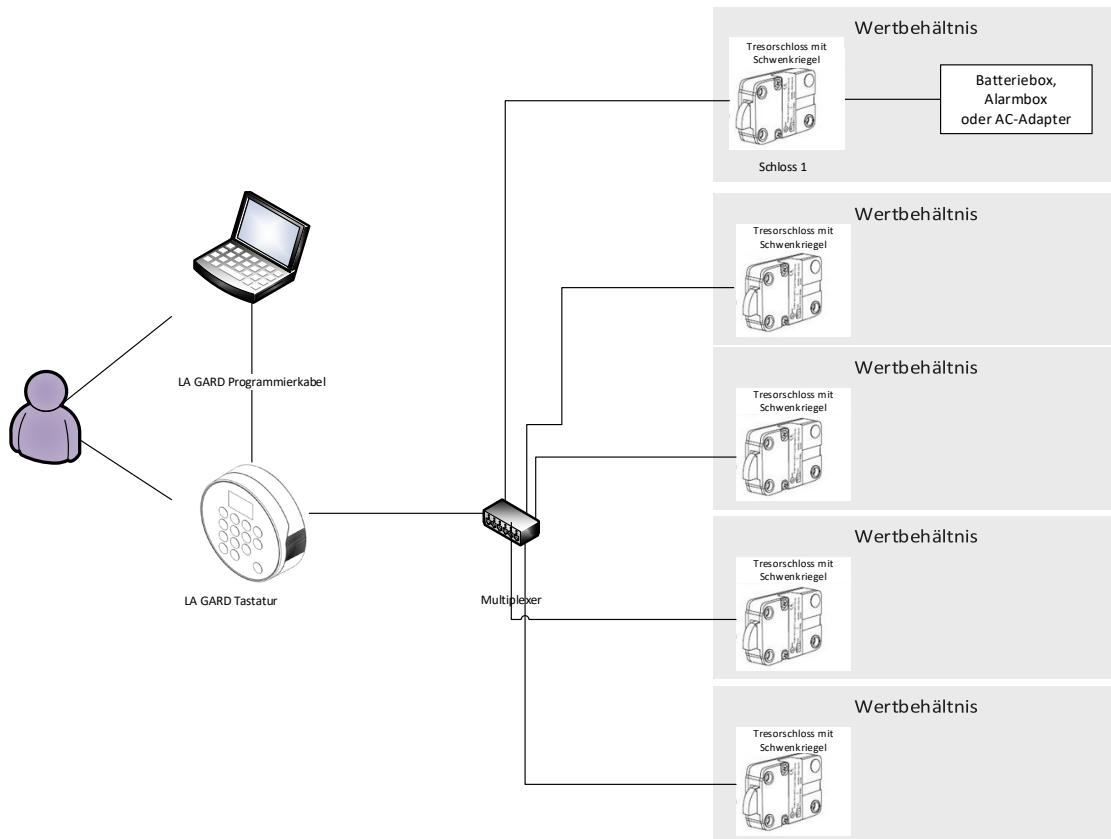 Wertbehältnis
Tresorschloss mit
Schwenkriegel
Batteriebox,
Alarmbox
oder AC-Adapter
Schloss 1
Wertbehältnis
Tresorschloss mit
Schwenkriegel
LA GARD Programmierkabel
Wertbehältnis
Tresorschloss mit
Schwenkriegel
Wertbehältnis
Tresorschloss mit
Schwenkriegel
LA GARD Tastatur
Multiplexer
Wertbehältnis
Tresorschloss mit
Schwenkriegel